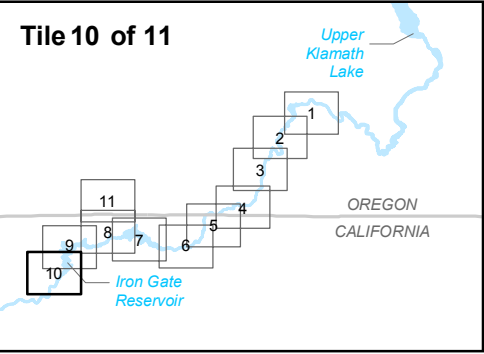 Tile 10 of 11
Upper
Klamath
Lake
1
2
3
11
4
OREGON
5
CALIFORNIA
8
7
6
9
10
Iron Gate
Reservoir